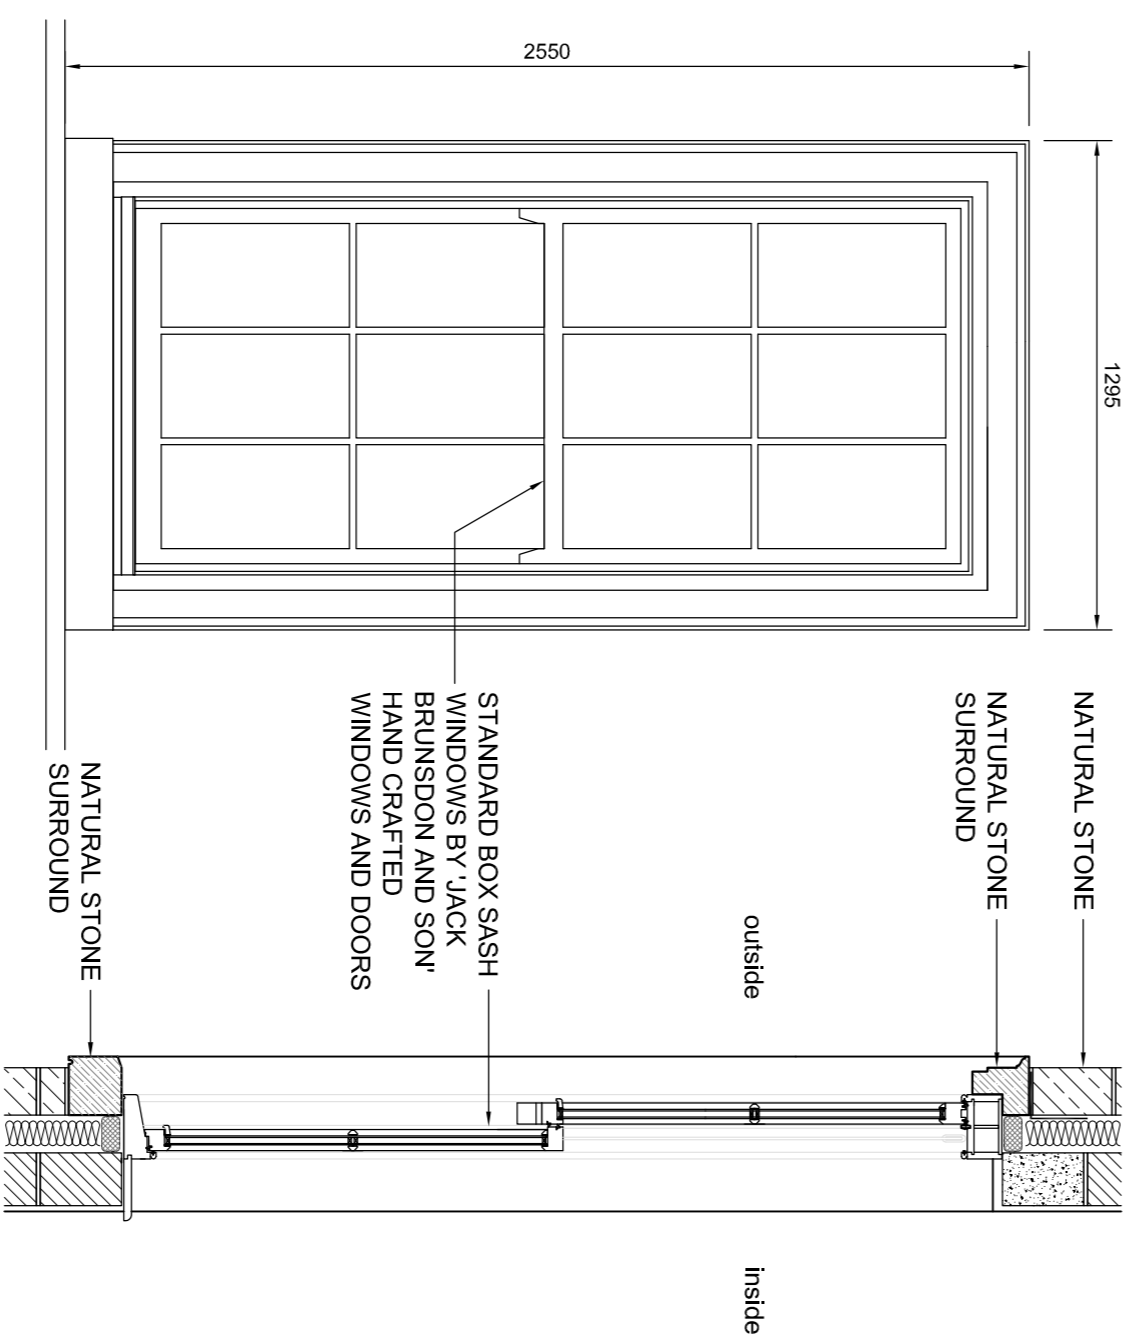 2550
1295
NATURAL STONE
NATURAL STONE
SURROUND
outside
inside
STANDARD BOX SASH
WINDOWS BY 'JACK
BRUNSDON AND SON'
HAND CRAFTED
WINDOWS AND DOORS
NATURAL STONE
SURROUND